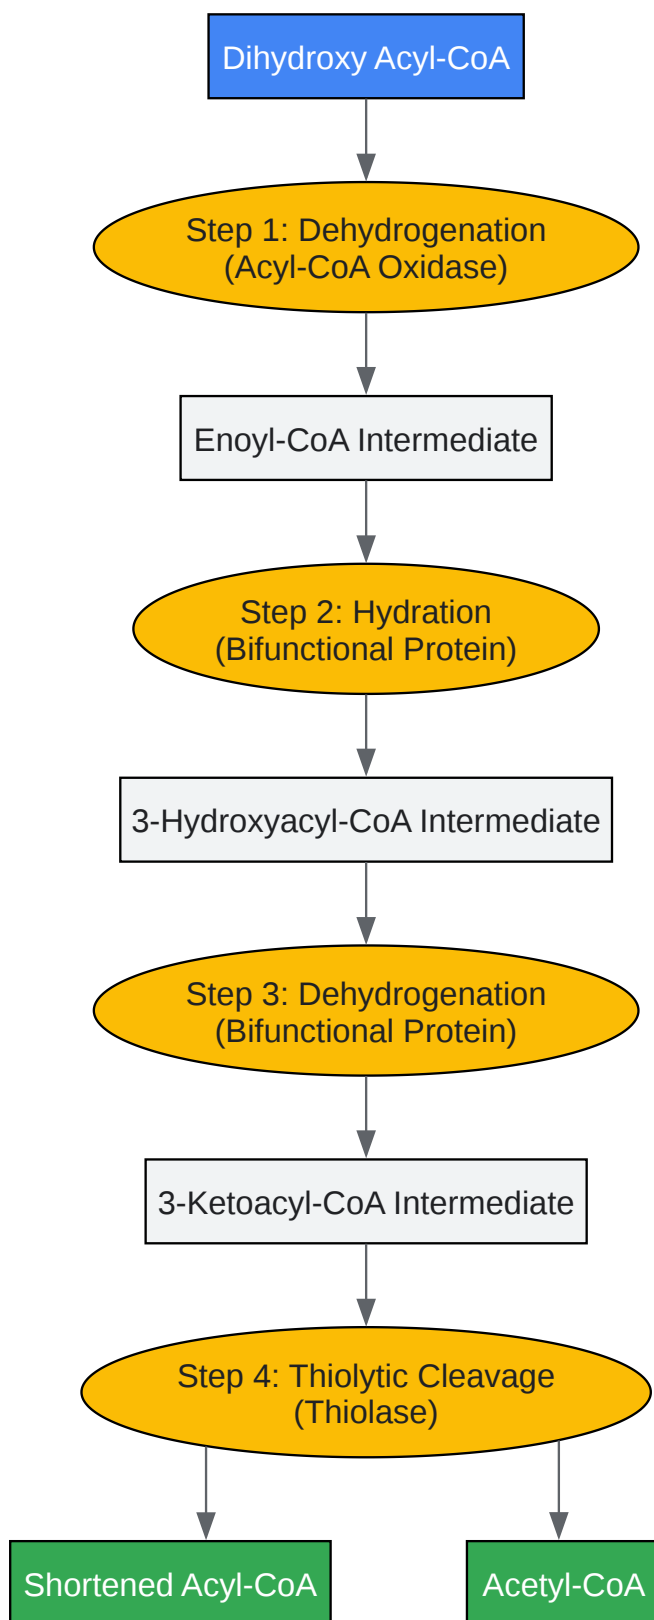 Dihydroxy Acyl-CoA
Step 1: Dehydrogenation
(Acyl-CoA Oxidase)
Enoyl-CoA Intermediate
Step 2: Hydration
(Bifunctional Protein)
3-Hydroxyacyl-CoA Intermediate
Step 3: Dehydrogenation
(Bifunctional Protein)
3-Ketoacyl-CoA Intermediate
Step 4: Thiolytic Cleavage
(Thiolase)
Shortened Acyl-CoA
Acetyl-CoA